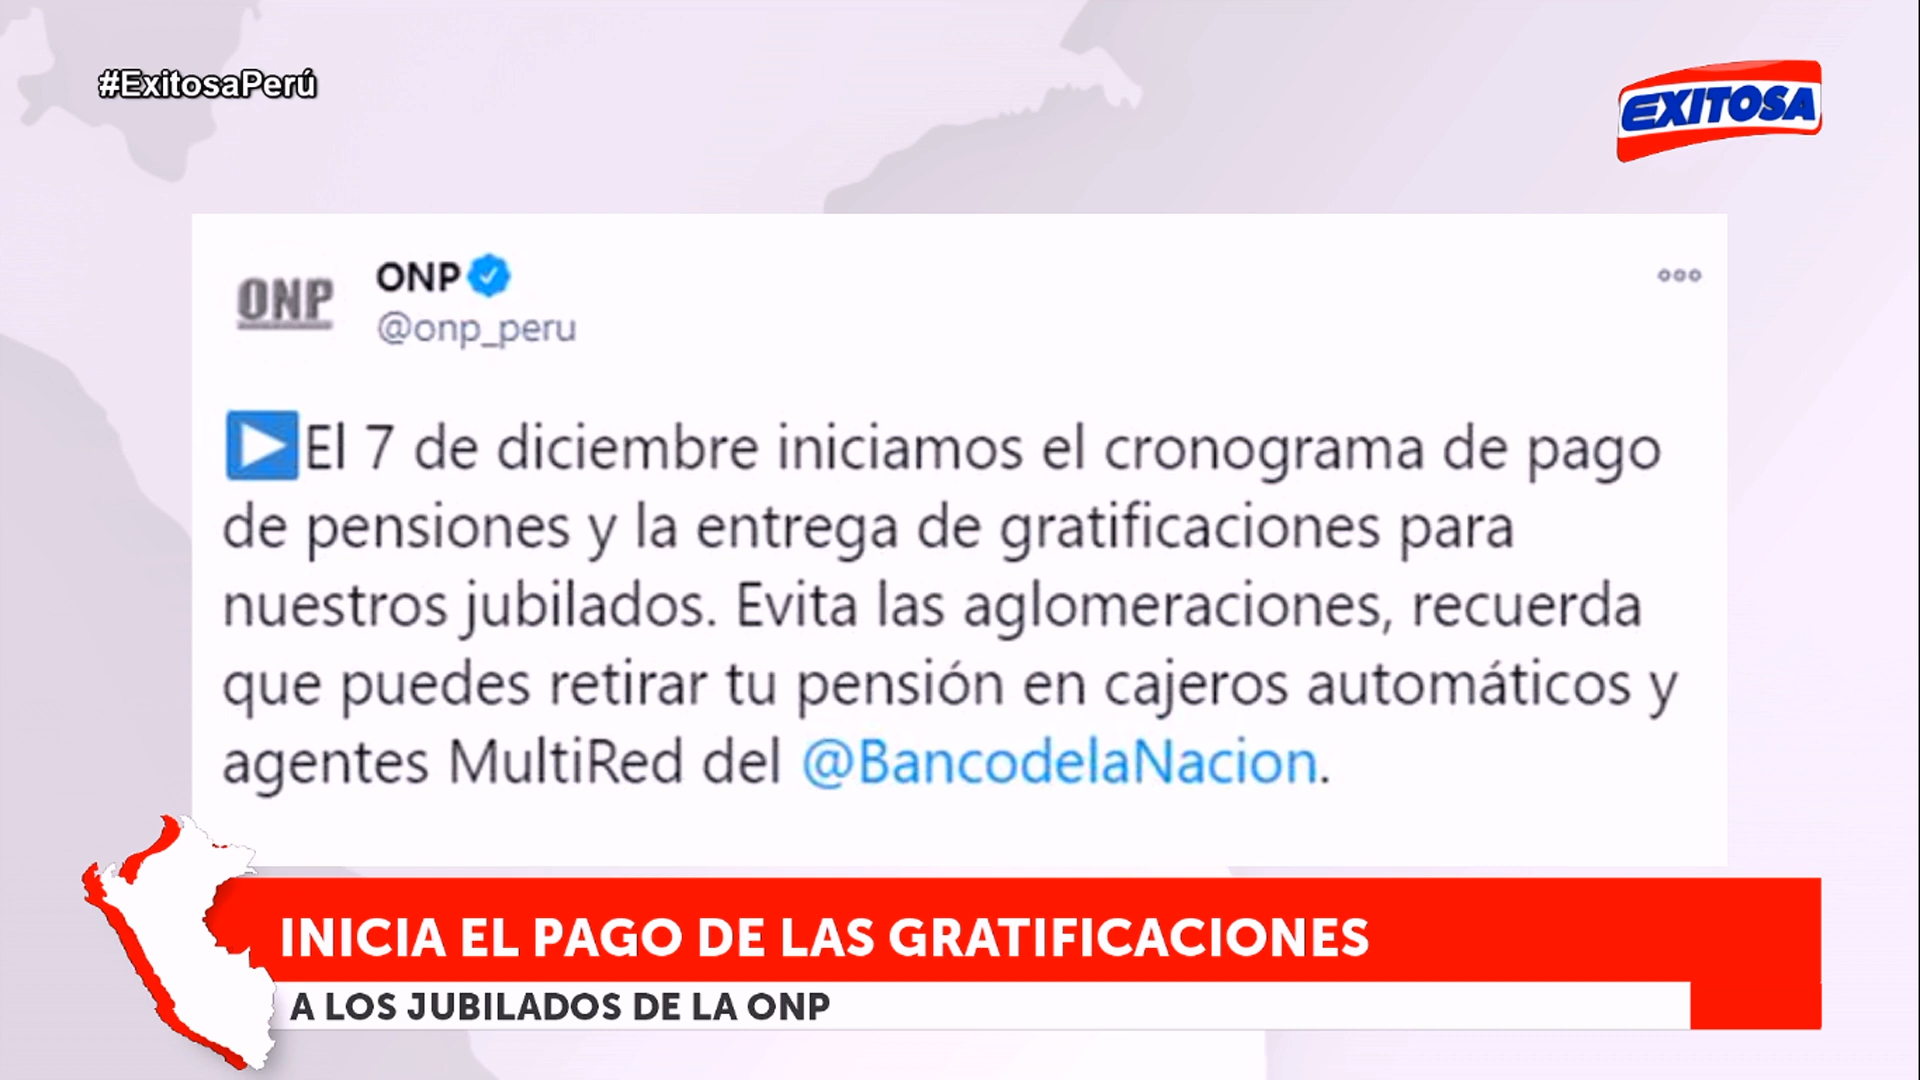 #ExitosaPerú
EXITOSA
ONP
ONP
@onp_peru
El 7 de diciembre iniciamos el cronograma de pago
de pensiones y la entrega de gratificaciones para
nuestros jubilados. Evita las aglomeraciones, recuerda
que puedes retirar tu pensión en cajeros automáticos y
agentes MultiRed del @BancodelaNacion.
INICIA EL PAGO DE LAS GRATIFICACIONES
A LOS JUBILADOS DE LA ONP